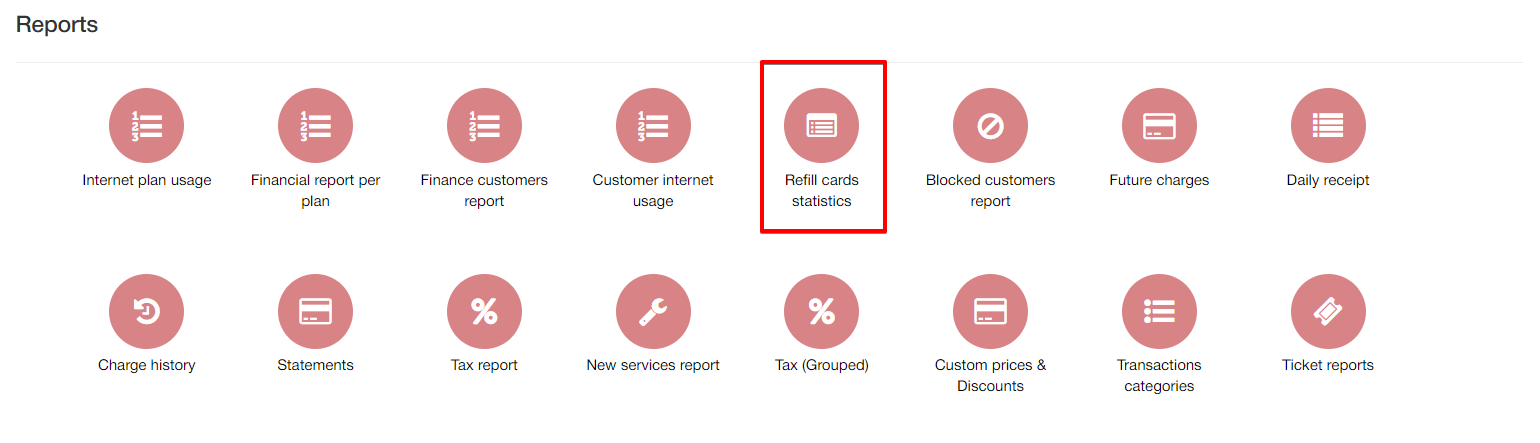 Reports
Internet plan usage
Financial report per
plan
Finance customers
report
Customer internet
usage
Refill cards
statistics
Blocked customers
report
Future charges
Daily receipt
Charge history
Statements
Tax report
New services report
Tax (Grouped)
Custom prices &
Discounts
Transactions
categories
Ticket reports